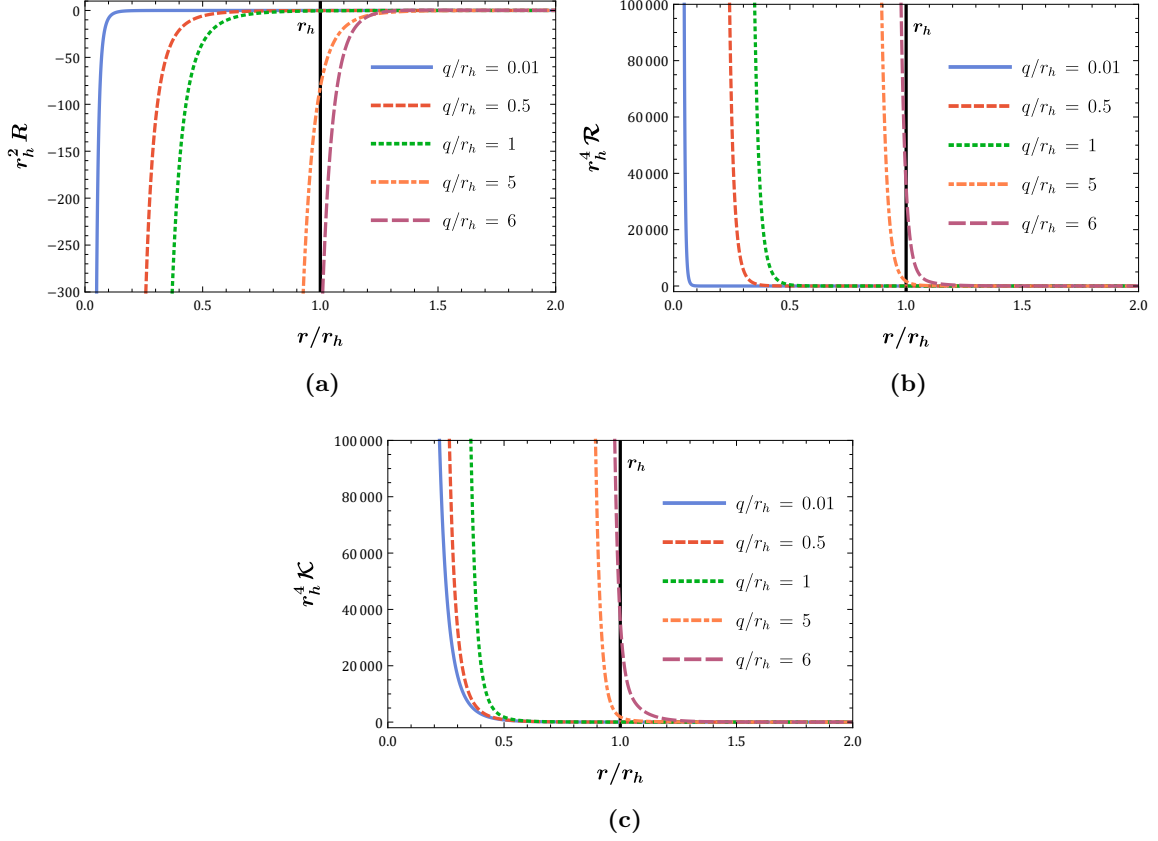 0
−50
−100
−150
−200
−250
−300
0.0 0.5 1.0 1.5 2.0
r_h^2 R
r/r_h
r_h
q/r_h = 0.01
q/r_h = 0.5
q/r_h = 1
q/r_h = 5
q/r_h = 6
(a)
100 000
80 000
60 000
40 000
20 000
0
0.0 0.5 1.0 1.5 2.0
r_h^4 ℛ
r/r_h
r_h
q/r_h = 0.01
q/r_h = 0.5
q/r_h = 1
q/r_h = 5
q/r_h = 6
(b)
100 000
80 000
60 000
40 000
20 000
0
0.0 0.5 1.0 1.5 2.0
r_h^4 𝒦
r/r_h
r_h
q/r_h = 0.01
q/r_h = 0.5
q/r_h = 1
q/r_h = 5
q/r_h = 6
(c)